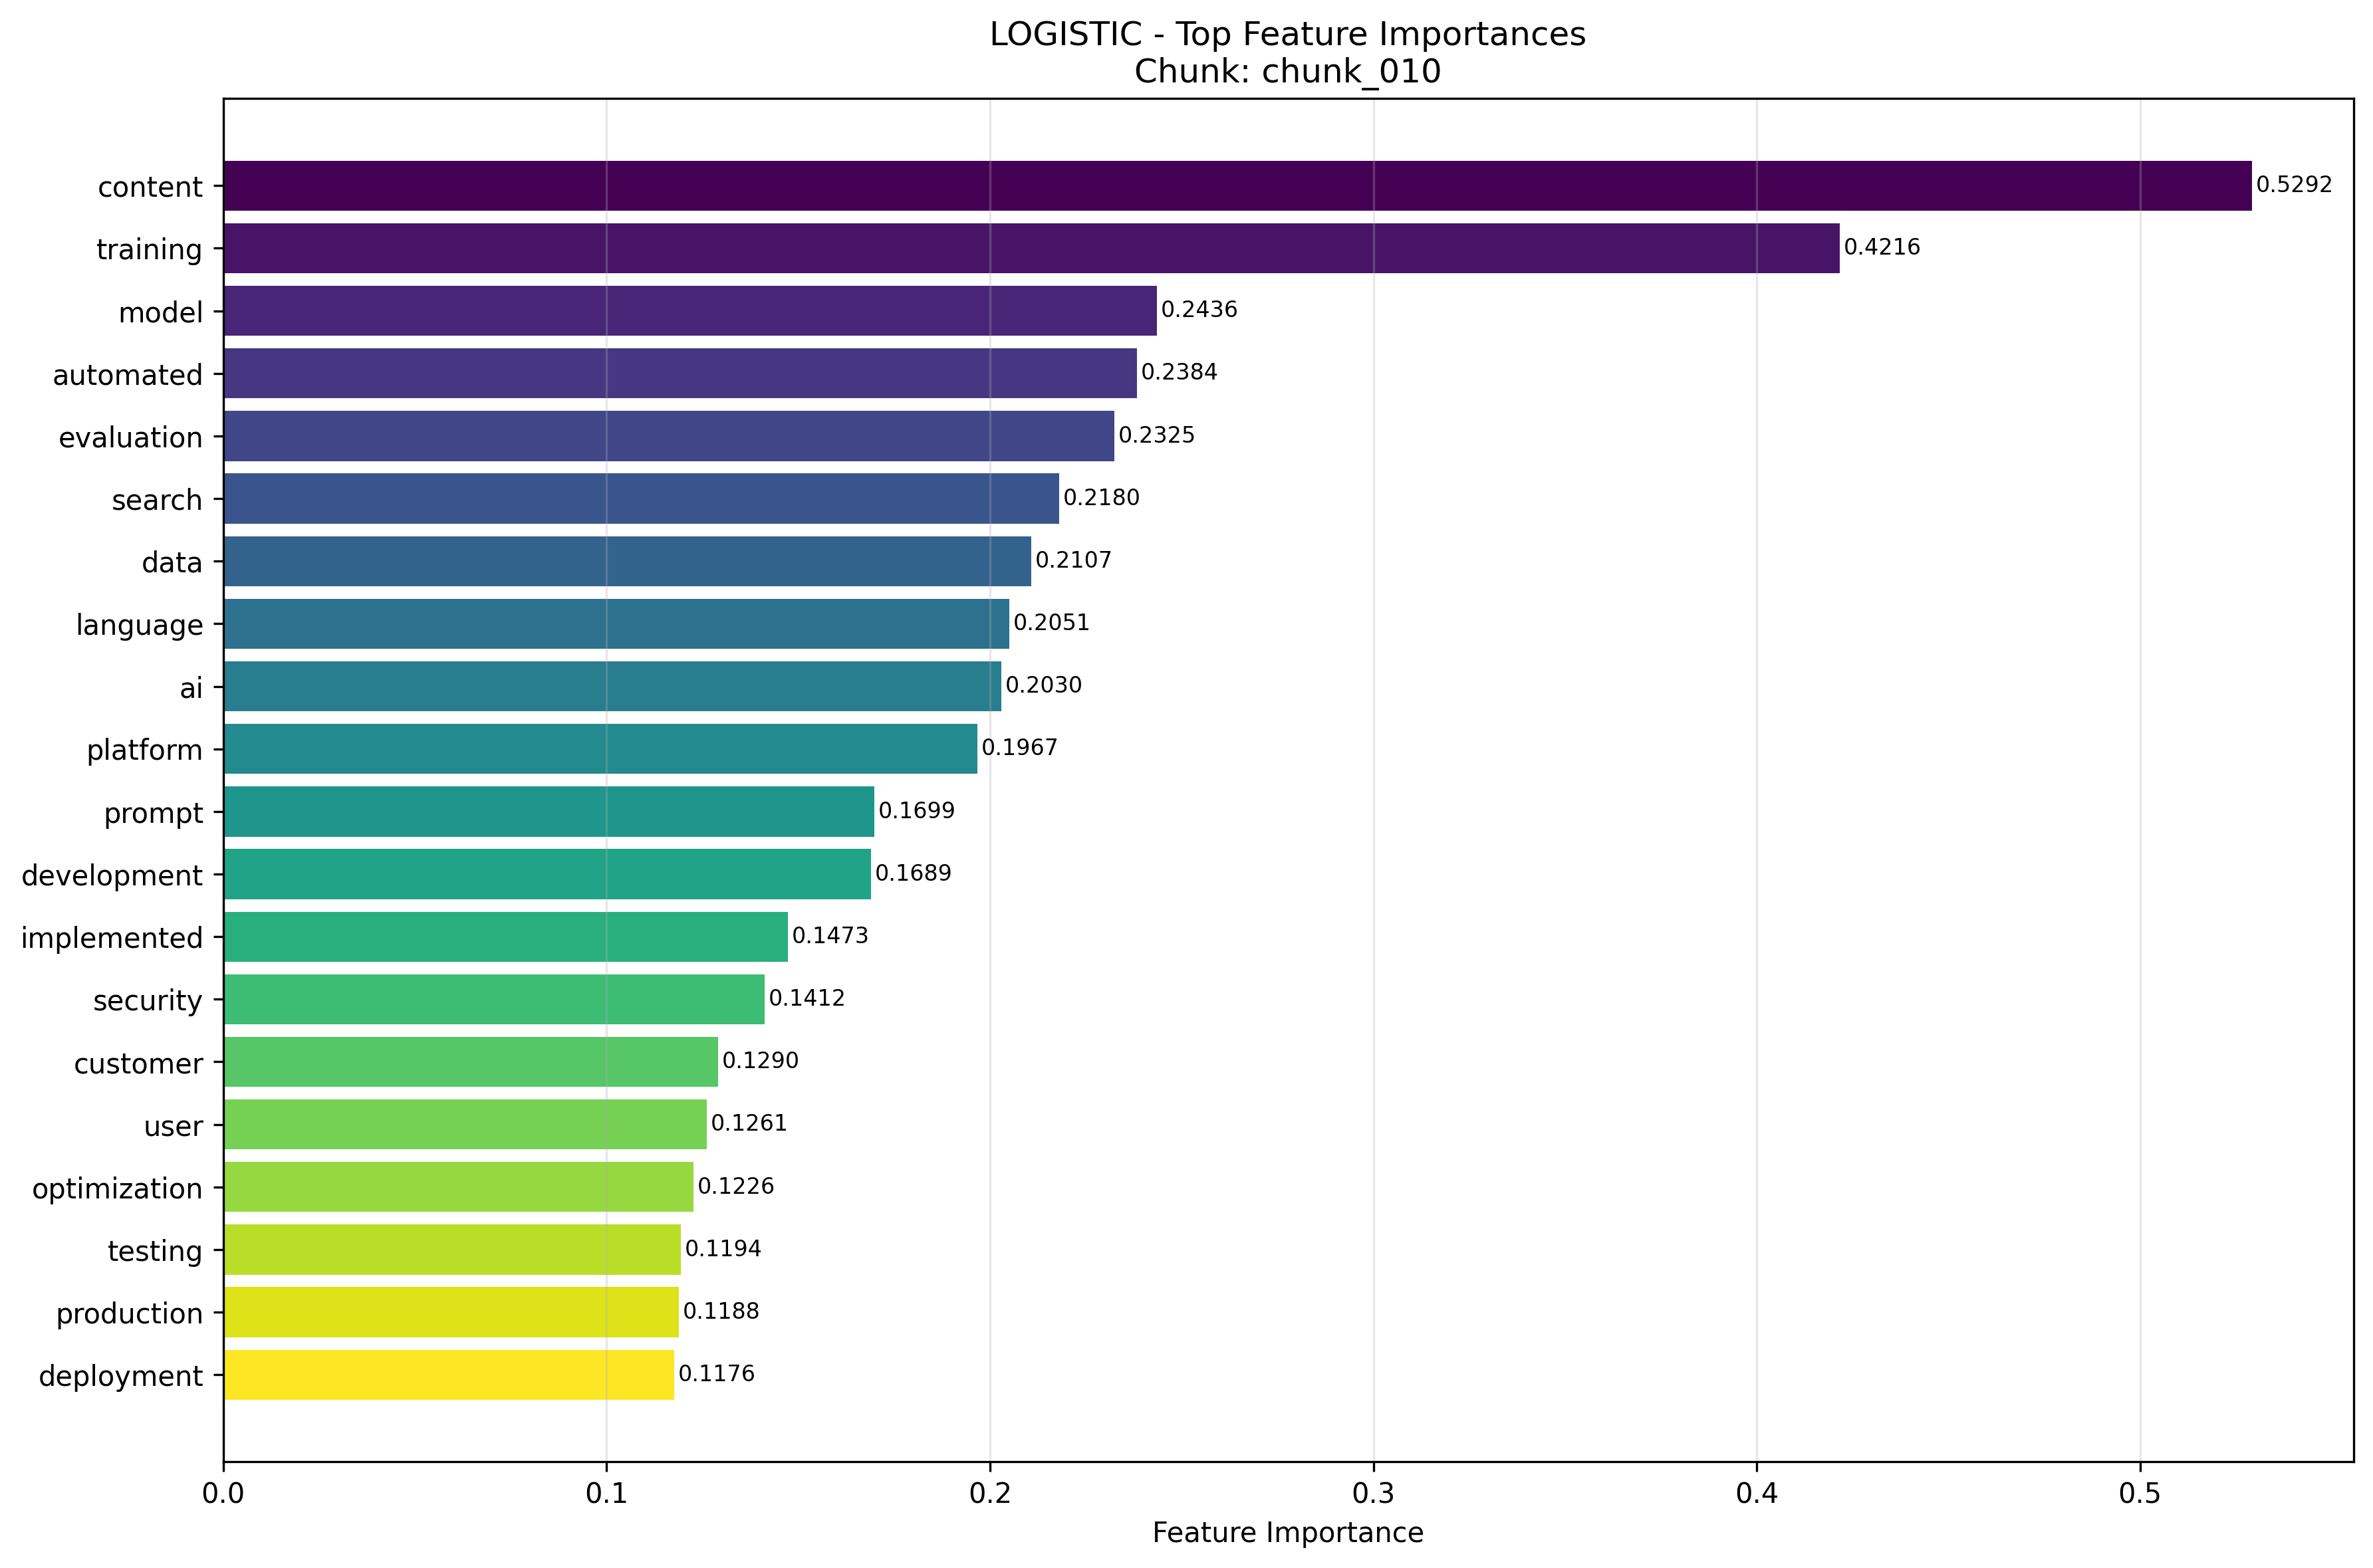 LOGISTIC - Top Feature Importances
Chunk: chunk_010
content 0.5292
training 0.4216
model 0.2436
automated 0.2384
evaluation 0.2325
search 0.2180
data 0.2107
language 0.2051
ai 0.2030
platform 0.1967
prompt 0.1699
development 0.1689
implemented 0.1473
security 0.1412
customer 0.1290
user 0.1261
optimization 0.1226
testing 0.1194
production 0.1188
deployment 0.1176
0.0 0.1 0.2 0.3 0.4 0.5
Feature Importance